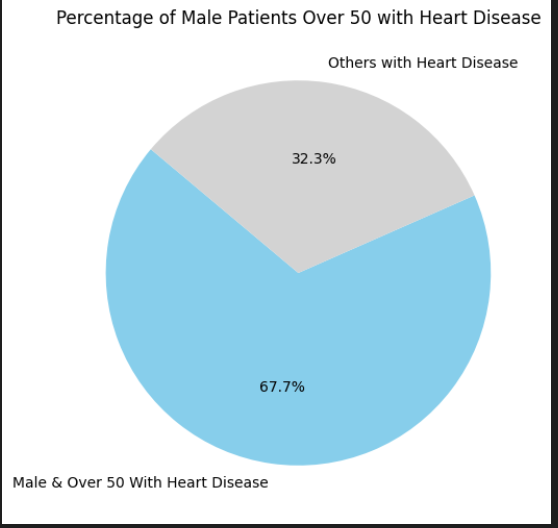 Percentage of Male Patients Over 50 with Heart Disease
Others with Heart Disease
32.3%
67.7%
Male & Over 50 With Heart Disease